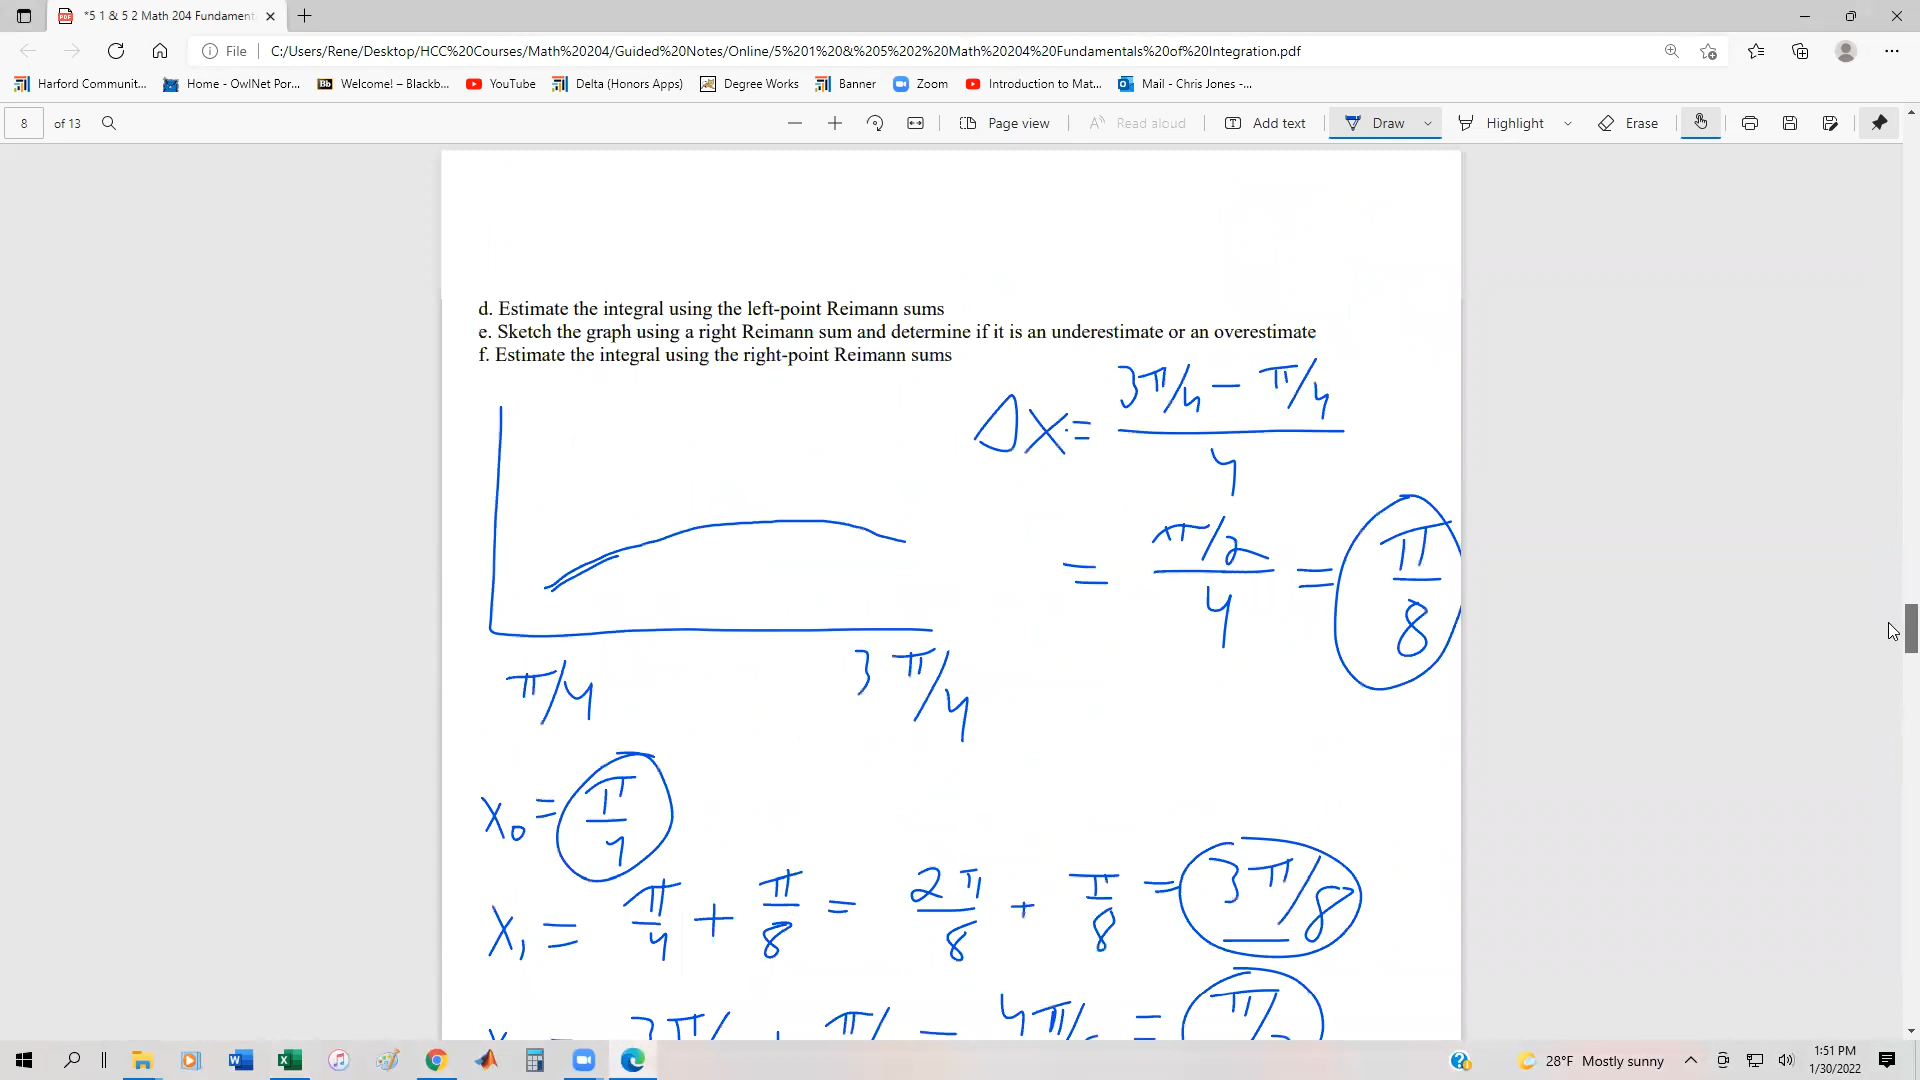 *5 1 & 5 2 Math 204 Fundament
File C:/Users/Rene/Desktop/HCC%20Courses/Math%20204/Guided%20Notes/Online/5%201%20&%205%202%20Math%20204%20Fundamentals%20of%20Integration.pdf
Harford Communit... Home - OwlNet Por... Bb Welcome! – Blackb... YouTube Delta (Honors Apps) Degree Works Banner Zoom Introduction to Mat... Mail - Chris Jones -...
8 of 13 Page view Read aloud Add text Draw Highlight Erase
d. Estimate the integral using the left-point Reimann sums
e. Sketch the graph using a right Reimann sum and determine if it is an underestimate or an overestimate
f. Estimate the integral using the right-point Reimann sums
Δx = 3π/4 − π/4
4
= π/2 = π
4 8
π/4 3π/4
x₀ = π
4
x₁ = π + π = 2π + π = 3π/8
4 8 8 8
28°F Mostly sunny
1:51 PM
1/30/2022